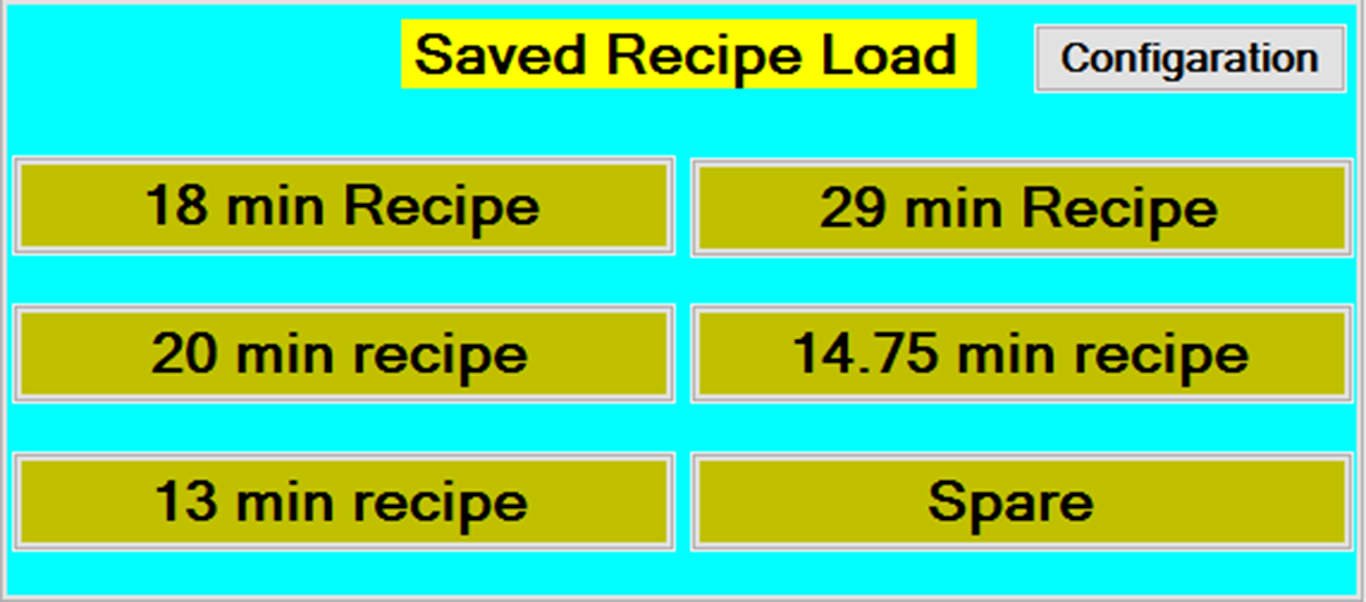 Saved Recipe Load
Configaration
18 min Recipe
29 min Recipe
20 min recipe
14.75 min recipe
13 min recipe
Spare